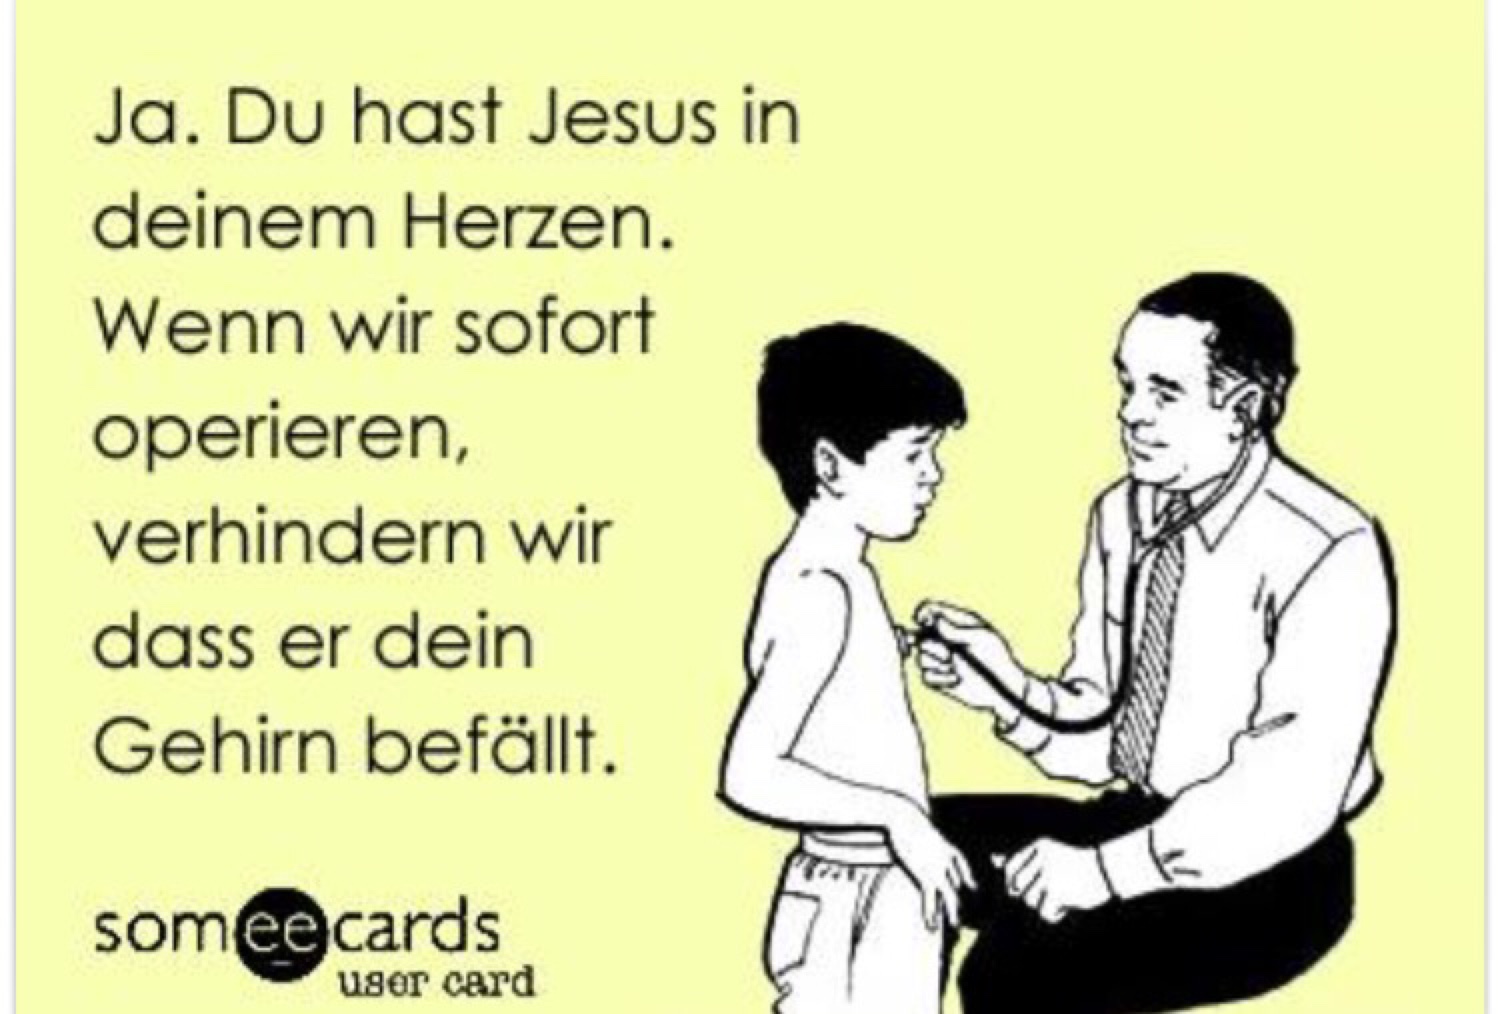 Ja. Du hast Jesus in
deinem Herzen.
Wenn wir sofort
operieren,
verhindern wir
dass er dein
Gehirn befällt.
someecards
user card